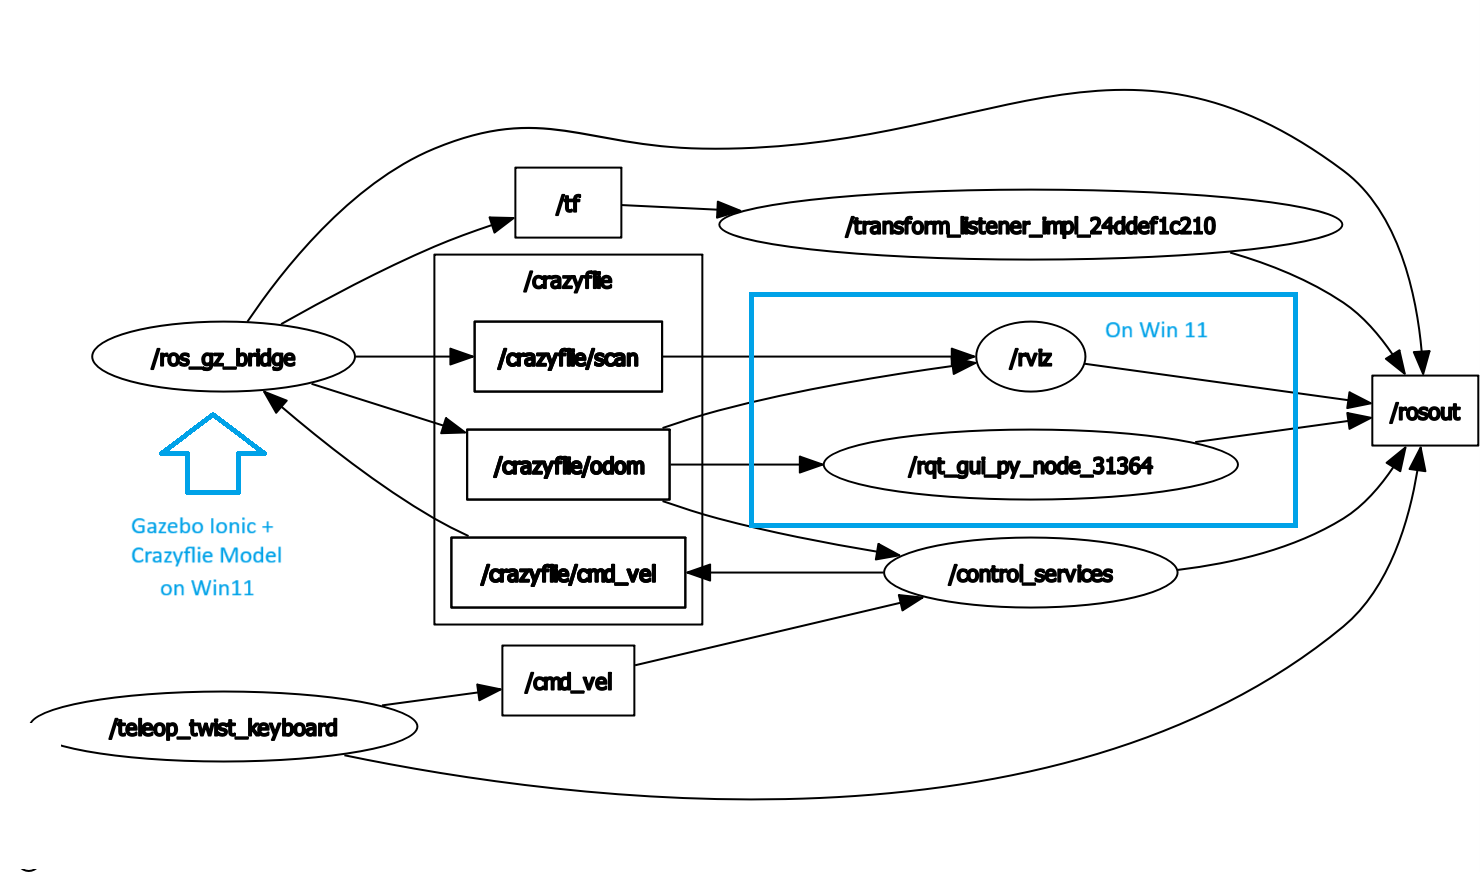 /tf
/transform_listener_impl_24ddef1c210
/crazyflie
On Win 11
/ros_gz_bridge
/crazyflie/scan
/rviz
/rosout
/crazyflie/odom
/rqt_gui_py_node_31364
Gazebo Ionic +
Crazyflie Model
on Win11
/crazyflie/cmd_vel
/control_services
/cmd_vel
/teleop_twist_keyboard